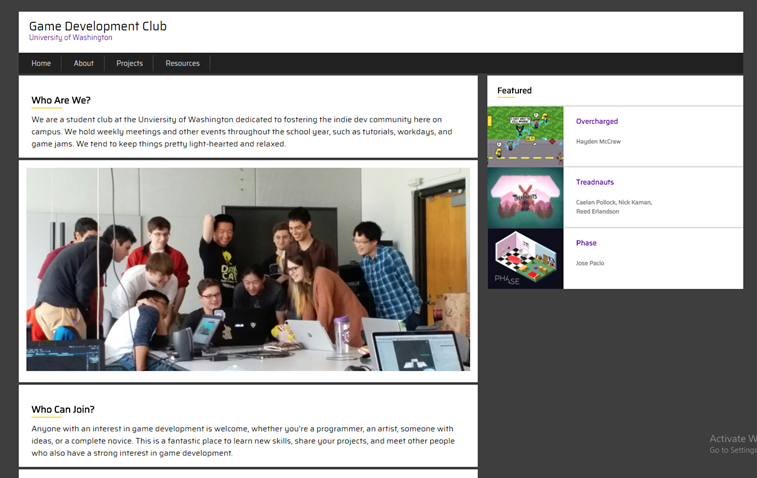 Game Development Club
University of Washington
Home
About
Projects
Resources
Who Are We?
We are a student club at the Unviersity of Washington dedicated to fostering the indie dev community here on
campus. We hold weekly meetings and other events throughout the school year, such as tutorials, workdays, and
game jams. We tend to keep things pretty light-hearted and relaxed.
Who Can Join?
Anyone with an interest in game development is welcome, whether you're a programmer, an artist, someone with
ideas, or a complete novice. This is a fantastic place to learn new skills, share your projects, and meet other people
who also have a strong interest in game development.
Featured
Overcharged
Hayden McCraw
Treadnauts
Caelan Pollock, Nick Kaman,
Reed Erlandson
PHASE
Phase
Jose Paclo
Activate W
Go to Settings